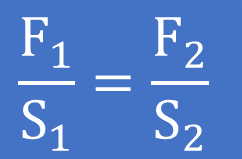 F₁/S₁ = F₂/S₂